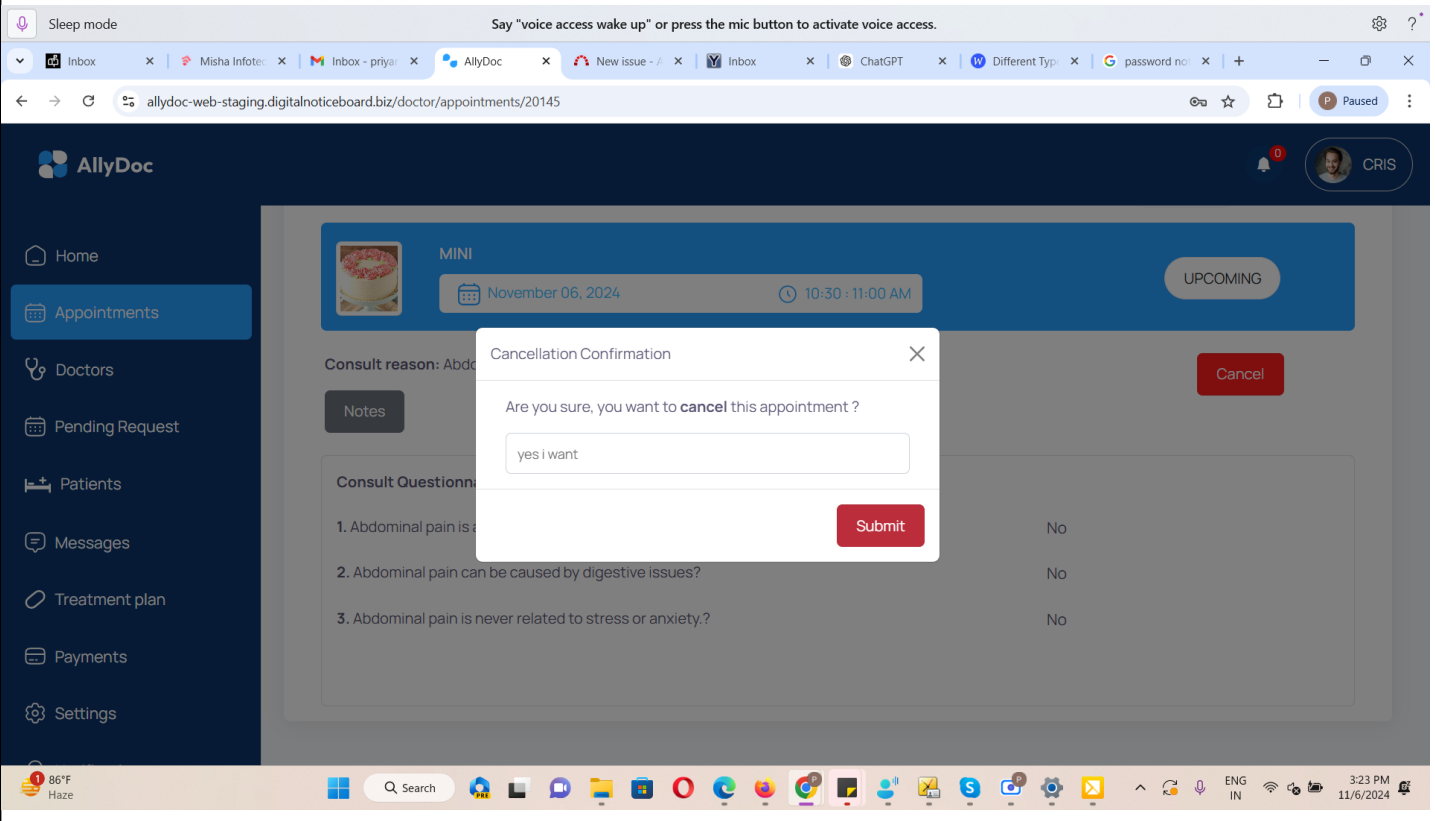 Sleep mode
Say "voice access wake up" or press the mic button to activate voice access.
?
Inbox
Misha Infotec
Inbox - priyar
AllyDoc
New issue - A
Inbox
ChatGPT
Different Type
password not
allydoc-web-staging.digitalnoticeboard.biz/doctor/appointments/20145
P Paused
AllyDoc
0
CRIS
Home
Appointments
Doctors
Pending Request
Patients
Messages
Treatment plan
Payments
Settings
MINI
November 06, 2024
10:30 : 11:00 AM
UPCOMING
Consult reason: Abdo
Cancel
Notes
Cancellation Confirmation
Are you sure, you want to cancel this appointment ?
yes i want
Submit
Consult Questionna
1. Abdominal pain is a
No
2. Abdominal pain can be caused by digestive issues?
No
3. Abdominal pain is never related to stress or anxiety.?
No
1
86°F
Haze
Search
ENG
IN
3:23 PM
11/6/2024